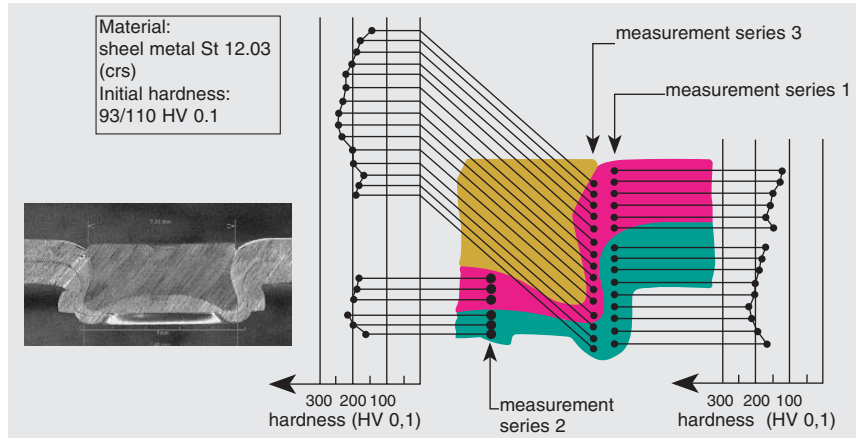 Material:
sheel metal St 12.03
(crs)
Initial hardness:
93/110 HV 0.1
measurement series 3
measurement series 1
300 200 100
hardness (HV 0,1)
measurement
series 2
300 200 100
hardness (HV 0,1)